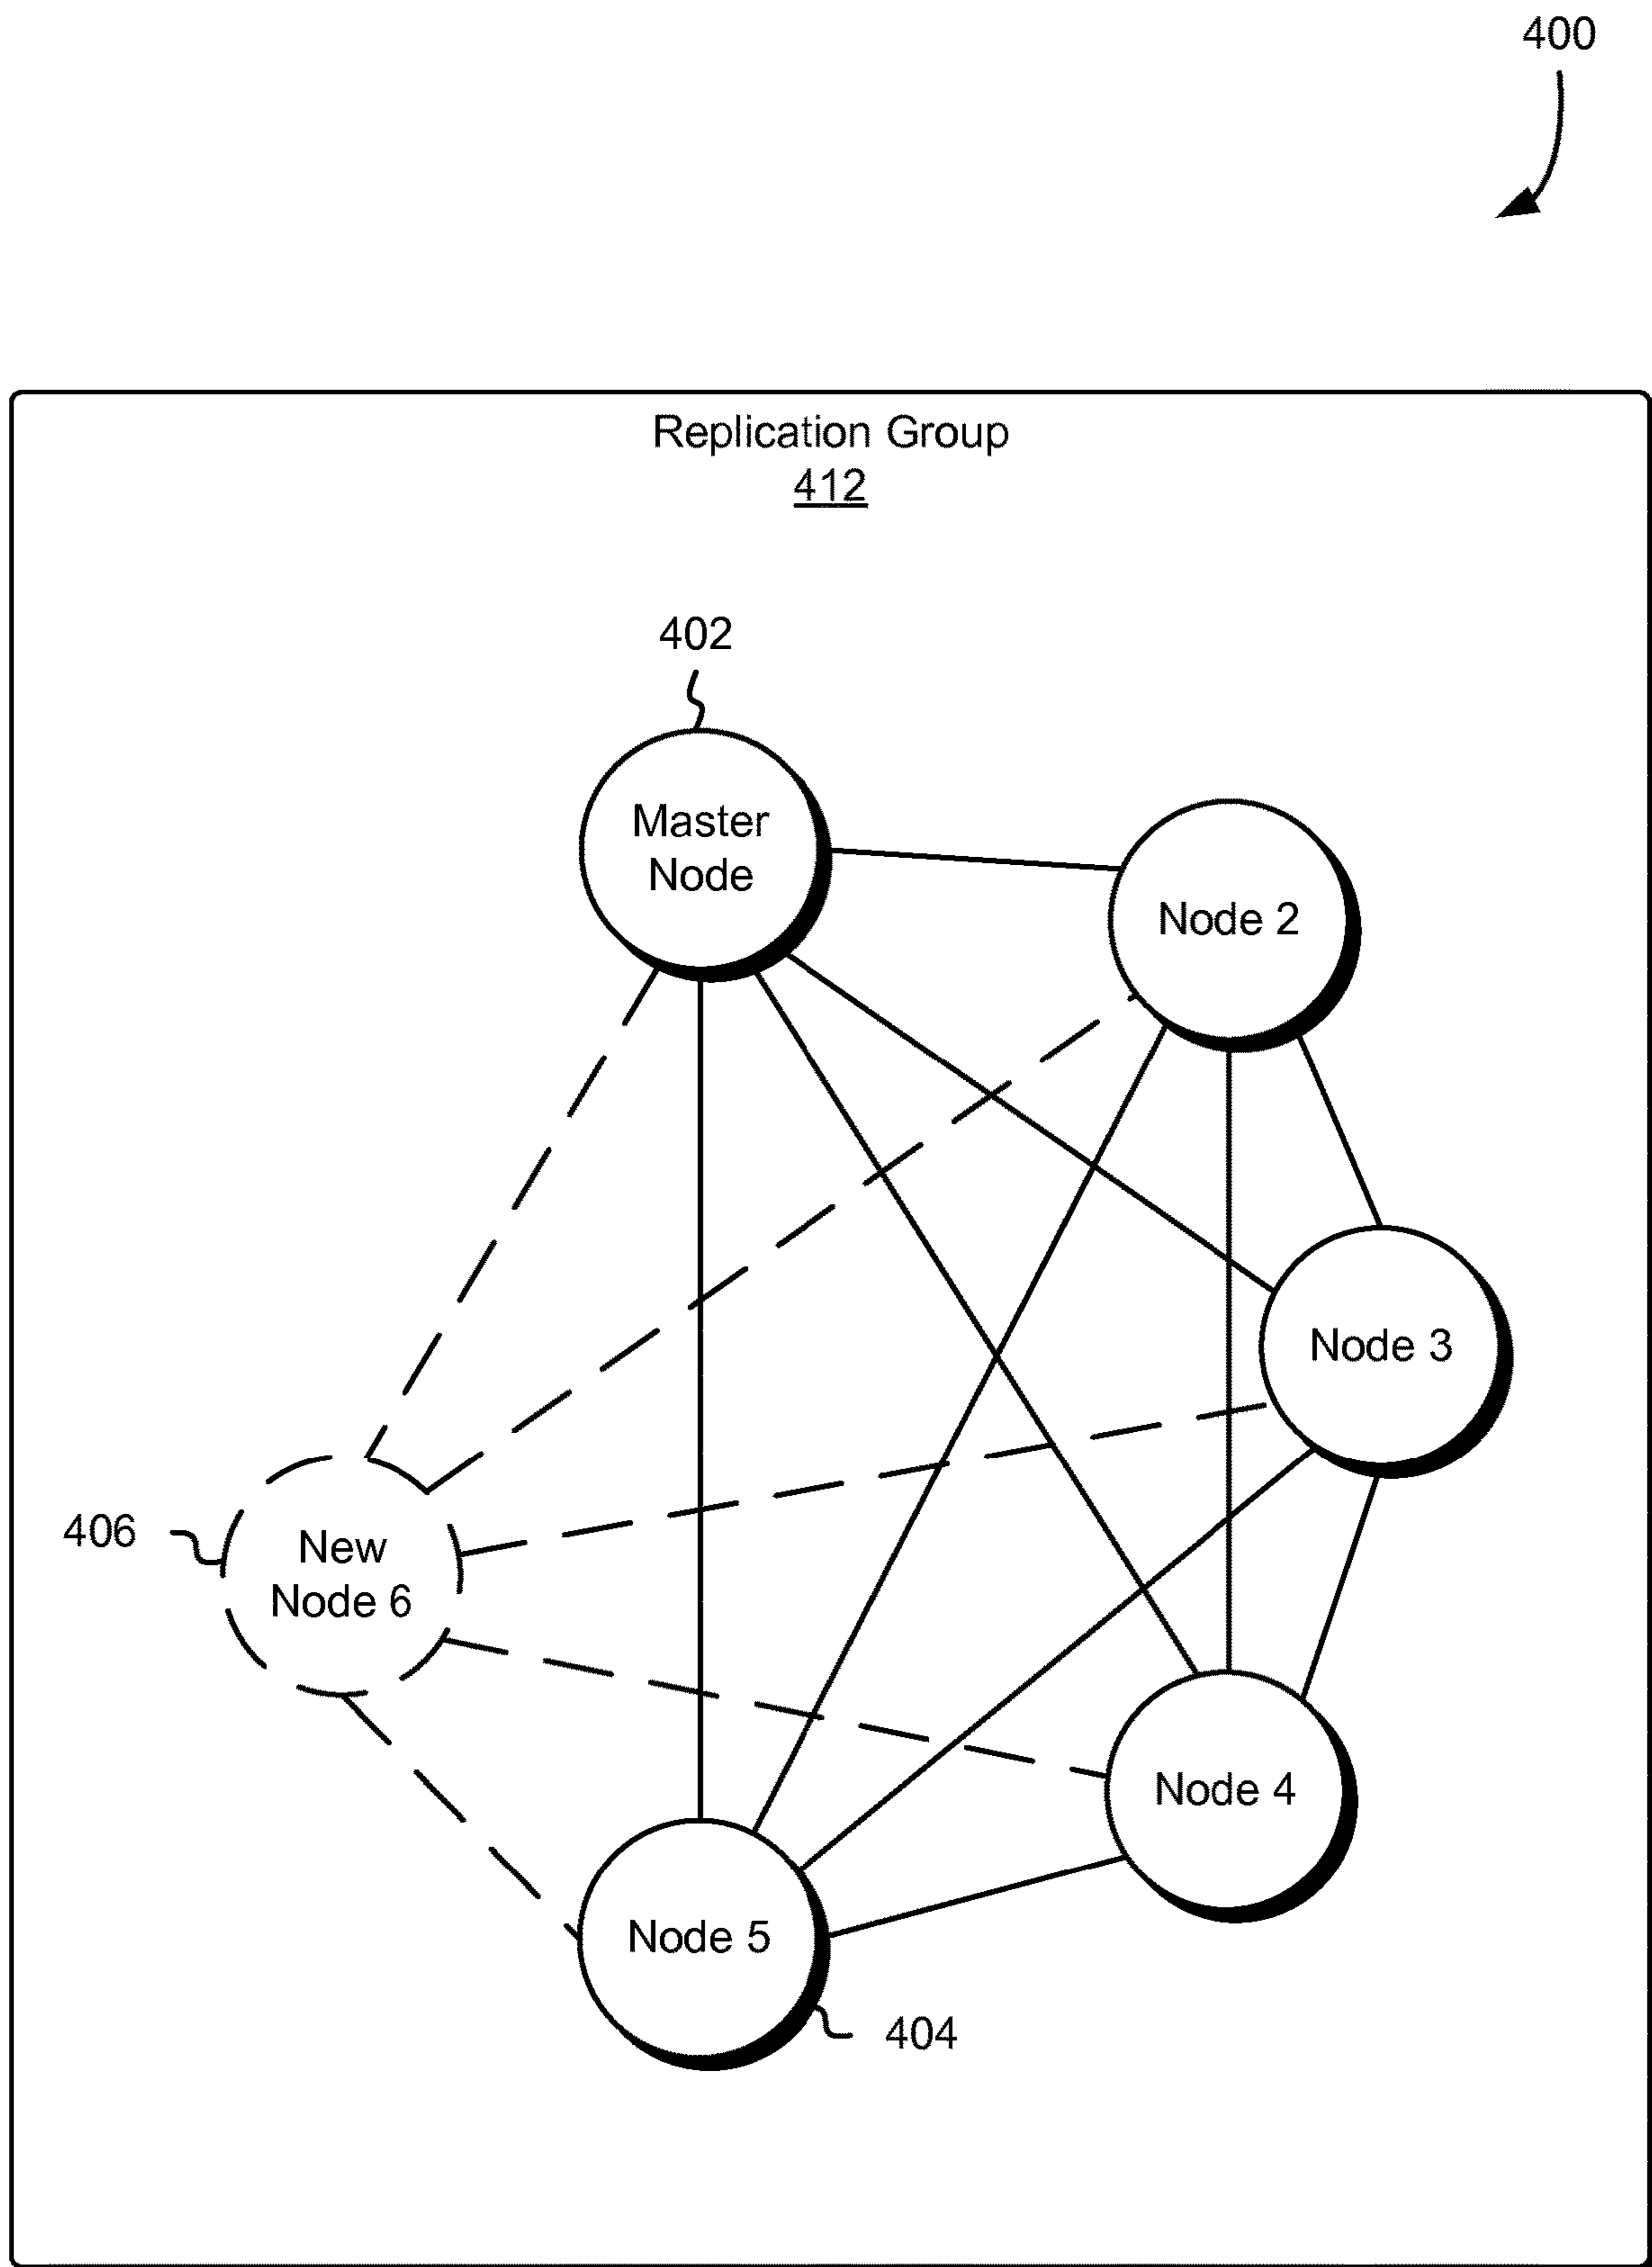 400
Replication Group
412
402
Master
Node
Node 2
Node 3
406
New
Node 6
Node 4
Node 5
404